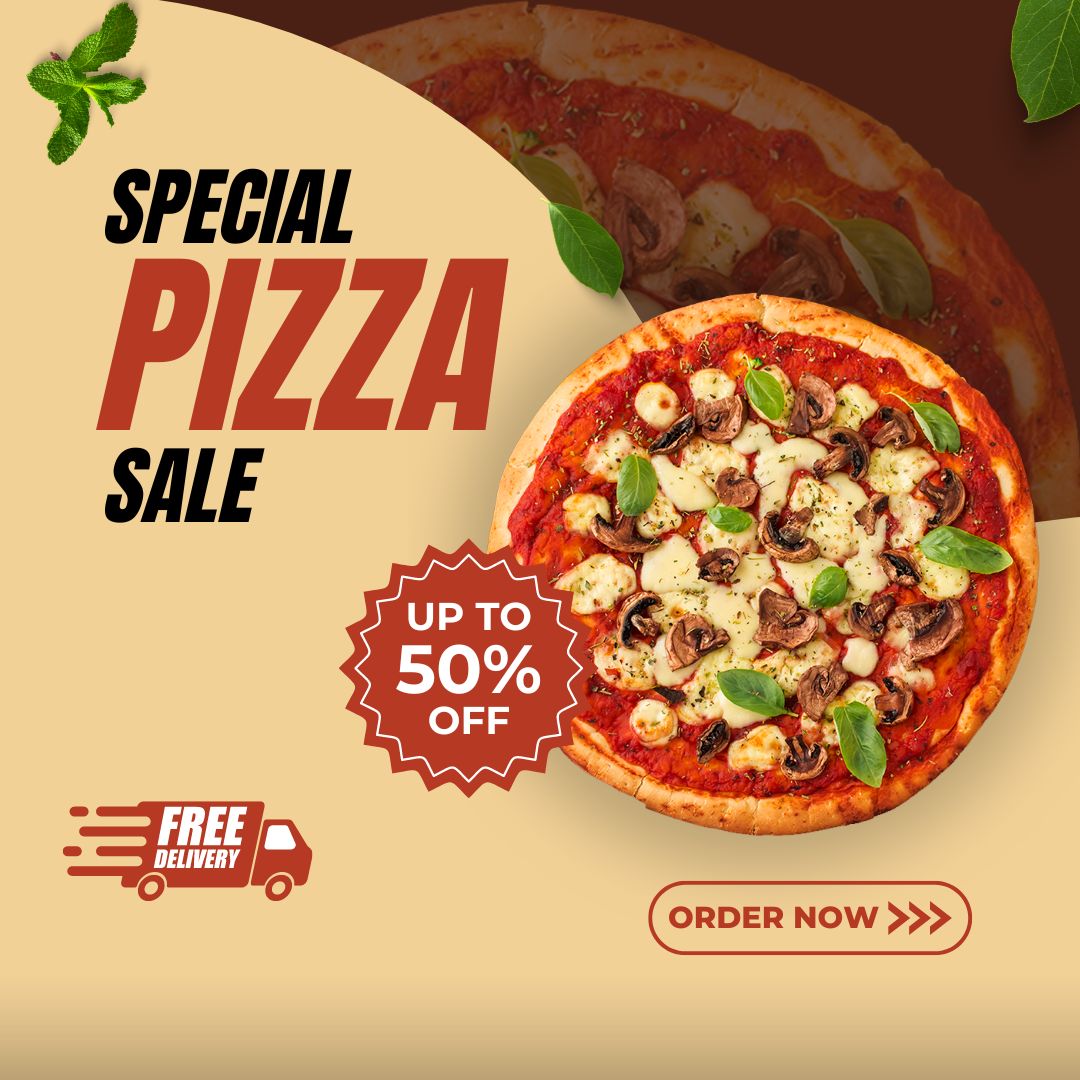 SPECIAL
PIZZA
SALE
UP TO
50%
OFF
FREE
DELIVERY
ORDER NOW